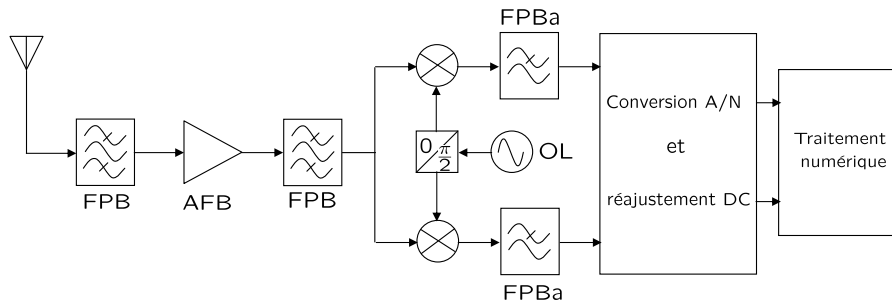 FPBa
FPB
AFB
FPB
0 π/2
OL
FPBa
Conversion A/N
et
réajustement DC
Traitement
numérique